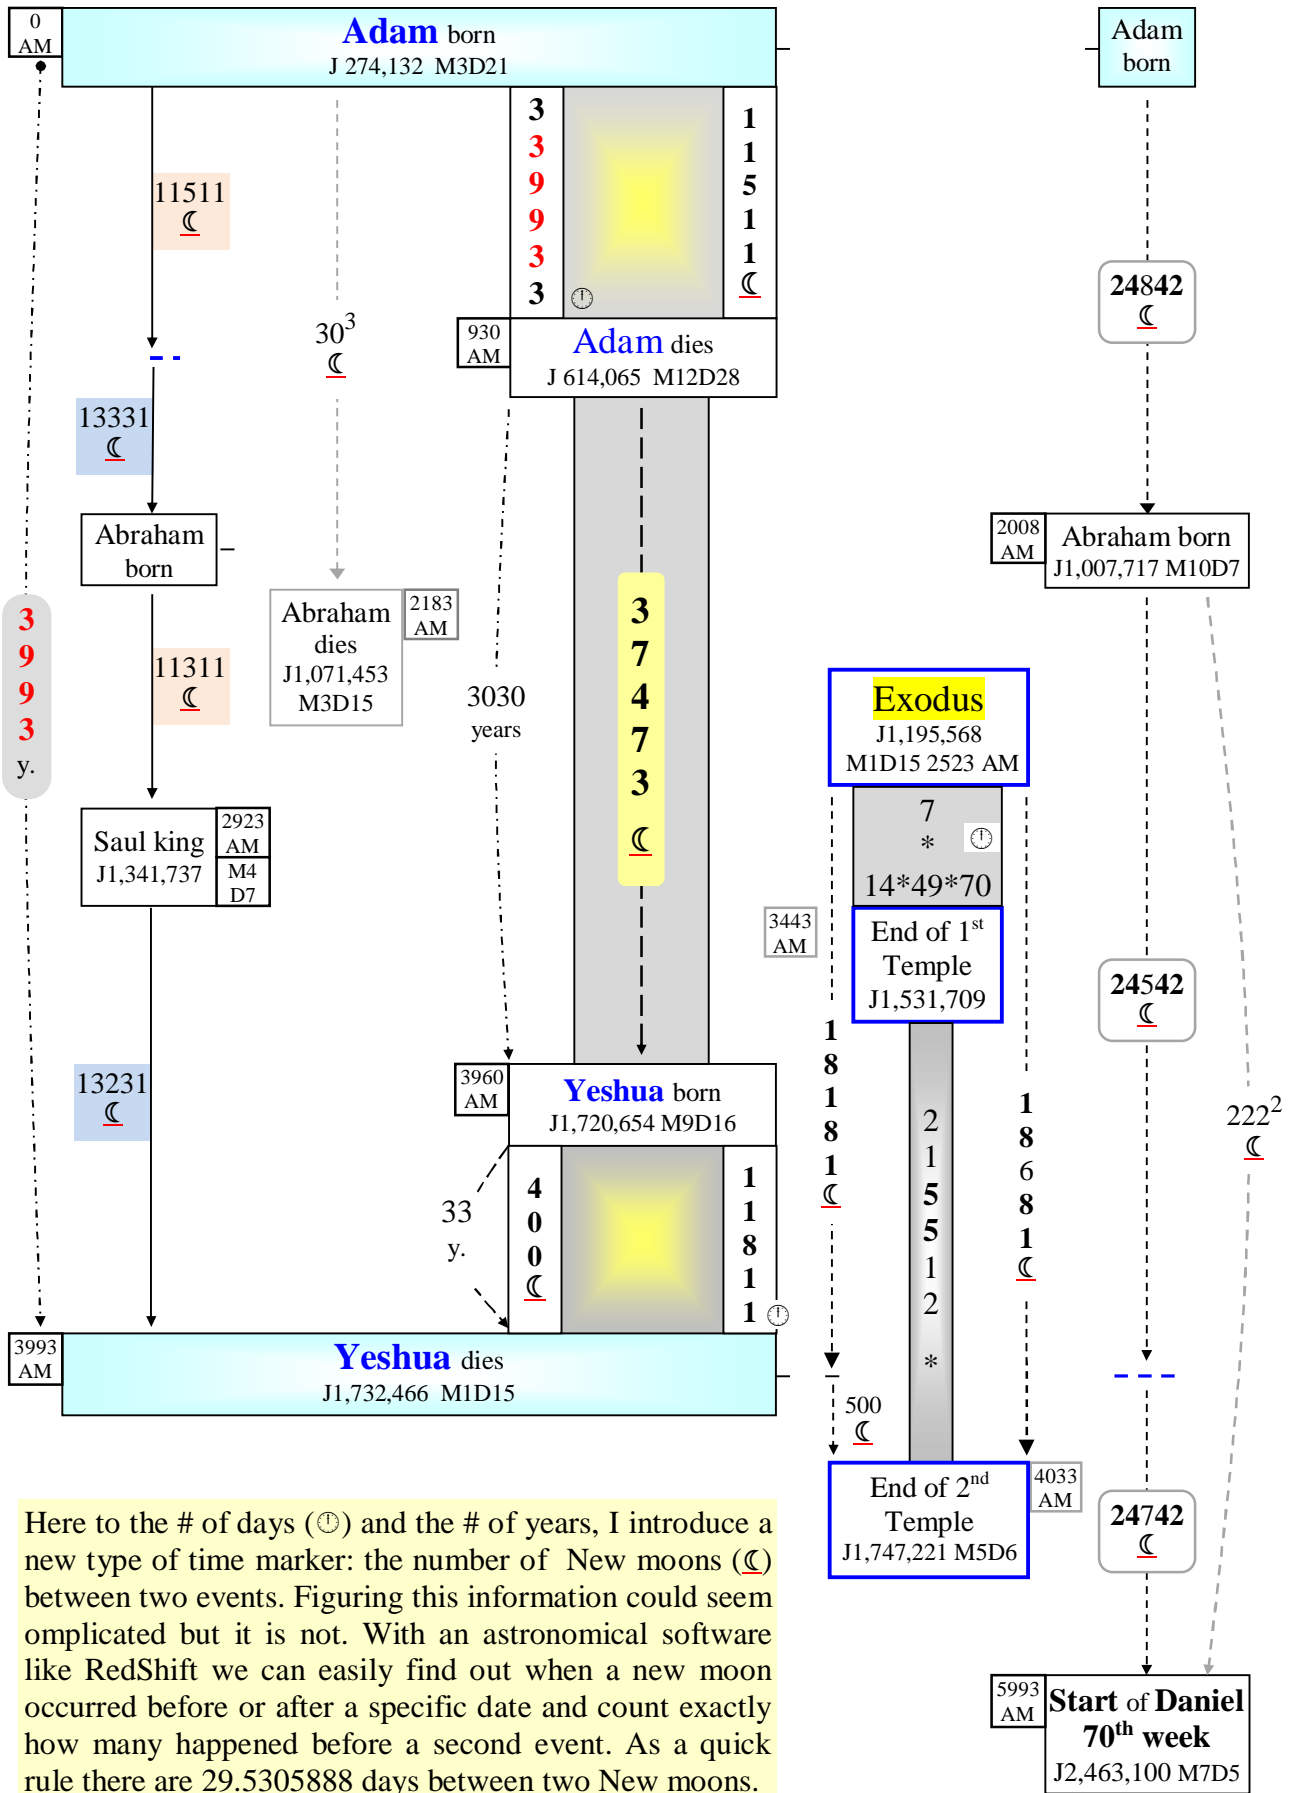 0
AM
Adam born
J 274,132 M3D21
Adam
born
3
3
9
9
3
3
1
1
5
1
1
☾
11511
☾
30³
☾
24842
☾
930
AM
Adam dies
J 614,065 M12D28
13331
☾
Abraham
born
2008
AM
Abraham born
J1,007,717 M10D7
3
9
9
3
y.
Abraham
dies
J1,071,453
M3D15
2183
AM
11311
☾
3030
years
3
7
4
7
3
☾
Exodus
J1,195,568
M1D15 2523 AM
7
*
14*49*70
Saul king
J1,341,737
2923
AM
M4
D7
3443
AM
End of 1st
Temple
J1,531,709
24542
☾
1
8
1
8
1
☾
2
1
5
5
1
2
*
1
8
6
8
1
☾
222²
☾
13231
☾
3960
AM
Yeshua born
J1,720,654 M9D16
33
y.
4
0
0
☾
1
1
8
1
1
3993
AM
Yeshua dies
J1,732,466 M1D15
500
☾
End of 2nd
Temple
J1,747,221 M5D6
4033
AM
24742
☾
5993
AM
Start of Daniel
70th week
J2,463,100 M7D5
Here to the # of days (🕛) and the # of years, I introduce a
new type of time marker: the number of New moons (☾)
between two events. Figuring this information could seem
omplicated but it is not. With an astronomical software
like RedShift we can easily find out when a new moon
occurred before or after a specific date and count exactly
how many happened before a second event. As a quick
rule there are 29.5305888 days between two New moons.